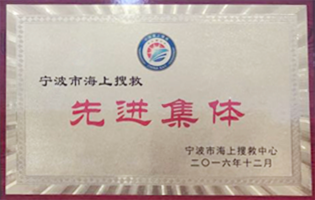 宁波市海上搜救
先进集体
宁波市海上搜救中心
二〇一六年十二月